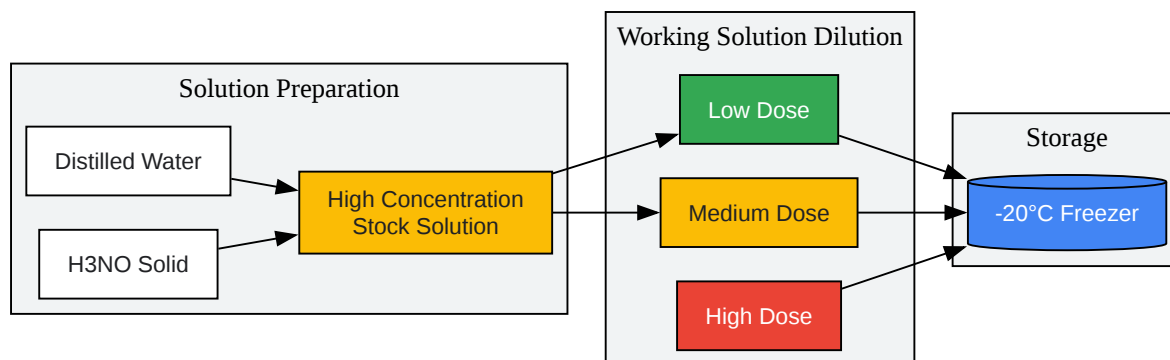 Solution Preparation
Distilled Water
H3NO Solid
High Concentration
Stock Solution
Working Solution Dilution
Low Dose
Medium Dose
High Dose
Storage
-20°C Freezer